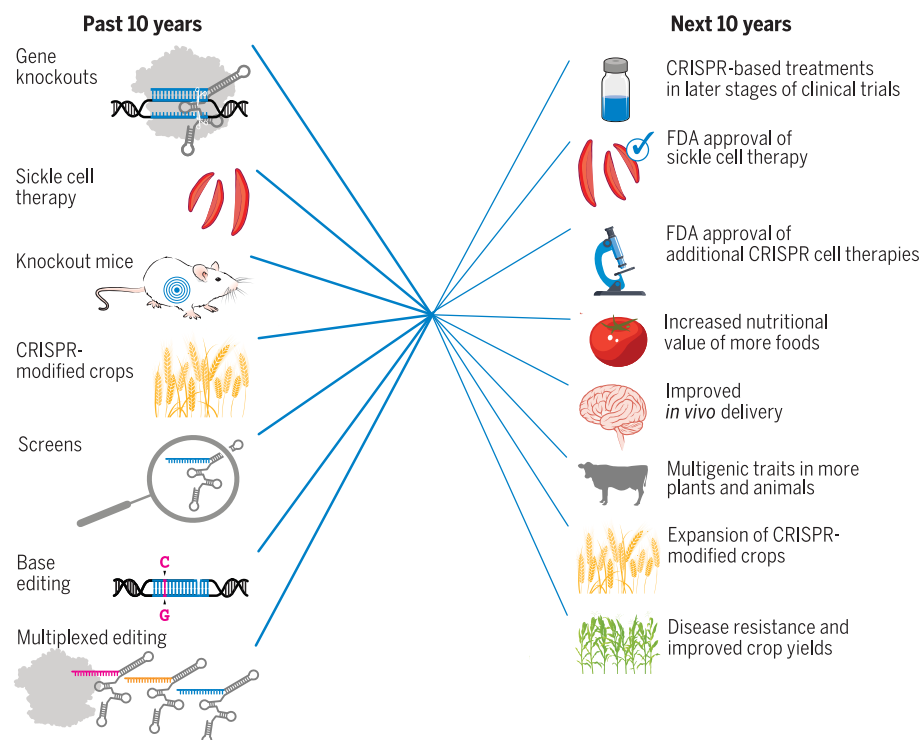 Past 10 years
Gene
knockouts
Sickle cell
therapy
Knockout mice
CRISPR-
modified crops
Screens
Base
editing
C
G
Multiplexed editing
Next 10 years
CRISPR-based treatments
in later stages of clinical trials
FDA approval of
sickle cell therapy
FDA approval of
additional CRISPR cell therapies
Increased nutritional
value of more foods
Improved
in vivo delivery
Multigenic traits in more
plants and animals
Expansion of CRISPR-
modified crops
Disease resistance and
improved crop yields